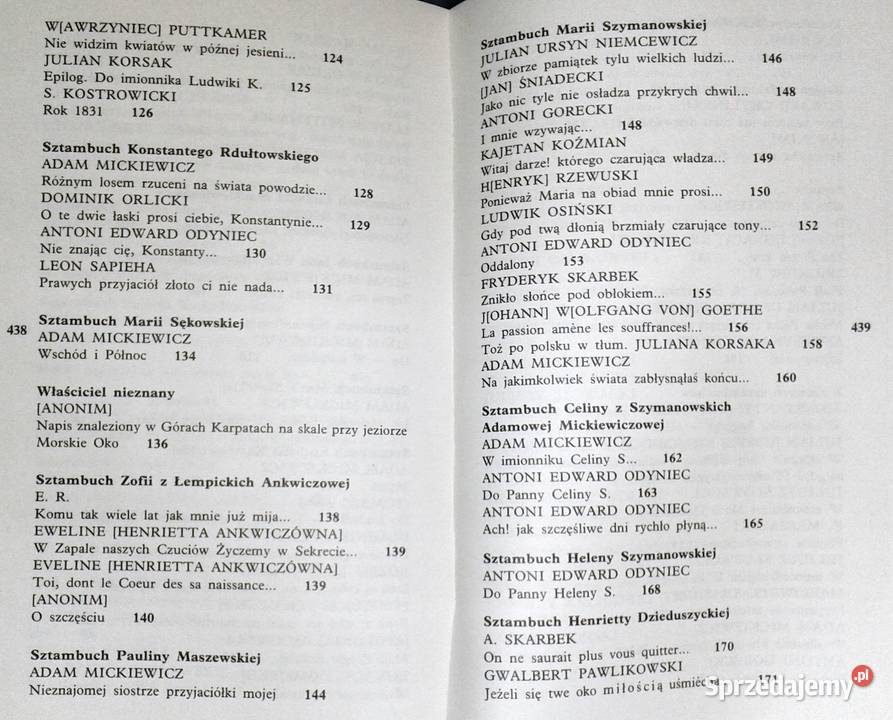 W[AWRZYNIEC] PUTTKAMER
Nie widzim kwiatów w późnej jesieni... 124
JULIAN KORSAK
Epilog. Do imionnika Ludwiki K. 125
S. KOSTROWICKI
Rok 1831 126
Sztambuch Konstantego Rdułtowskiego
ADAM MICKIEWICZ
Różnym losem rzuceni na świata powodzie... 128
DOMINIK ORLICKI
O te dwie łaski prosi ciebie, Konstantynie... 129
ANTONI EDWARD ODYNIEC
Nie znając cię, Konstanty... 130
LEON SAPIEHA
Prawych przyjaciół złoto ci nie nada... 131
438
Sztambuch Marii Sękowskiej
ADAM MICKIEWICZ
Wschód i Północ 134
Właściciel nieznany
[ANONIM]
Napis znaleziony w Górach Karpatach na skale przy jeziorze
Morskie Oko 136
Sztambuch Zofii z Łempickich Ankwiczowej
E. R.
Komu tak wiele lat jak mnie już mija... 138
EWELINE [HENRIETTA ANKWICZÓWNA]
W Zapale naszych Czuciów Życzemy w Sekrecie... 139
EVELINE [HENRIETTA ANKWICZÓWNA]
Toi, dont le Coeur des sa naissance... 139
[ANONIM]
O szczęściu 140
Sztambuch Pauliny Maszewskiej
ADAM MICKIEWICZ
Nieznajomej siostrze przyjaciółki mojej 144
Sztambuch Marii Szymanowskiej
JULIAN URSYN NIEMCEWICZ
W zbiorze pamiątek tylu wielkich ludzi... 146
[JAN] ŚNIADECKI
Jako nic tyle nie osładza przykrych chwil... 148
ANTONI GORECKI
I mnie wzywając... 148
KAJETAN KOŹMIAN
Witaj darze! którego czarująca władza... 149
H[ENRYK] RZEWUSKI
Ponieważ Maria na obiad mnie prosi... 150
LUDWIK OSIŃSKI
Gdy pod twą dłonią brzmiały czarujące tony... 152
ANTONI EDWARD ODYNIEC
Oddalony 153
FRYDERYK SKARBEK
Znikło słońce pod obłokiem... 155
J[OHANN] W[OLFGANG VON] GOETHE
La passion amène les souffrances!... 156
Toż po polsku w tłum. JULIANA KORSAKA 158
439
ADAM MICKIEWICZ
Na jakimkolwiek świata zabłysnąłaś końcu... 160
Sztambuch Celiny z Szymanowskich
Adamowej Mickiewiczowej
ADAM MICKIEWICZ
W imionniku Celiny S... 162
ANTONI EDWARD ODYNIEC
Do Panny Celiny S. 163
ANTONI EDWARD ODYNIEC
Ach! jak szczęśliwe dni rychło płyną... 165
Sztambuch Heleny Szymanowskiej
ANTONI EDWARD ODYNIEC
Do Panny Heleny S. 168
Sztambuch Henrietty Dzieduszyckiej
A. SKARBEK
On ne saurait plus vous quitter... 170
GWALBERT PAWLIKOWSKI
Jeżeli się twe oko miłością 171
Sprzedajemy.pl